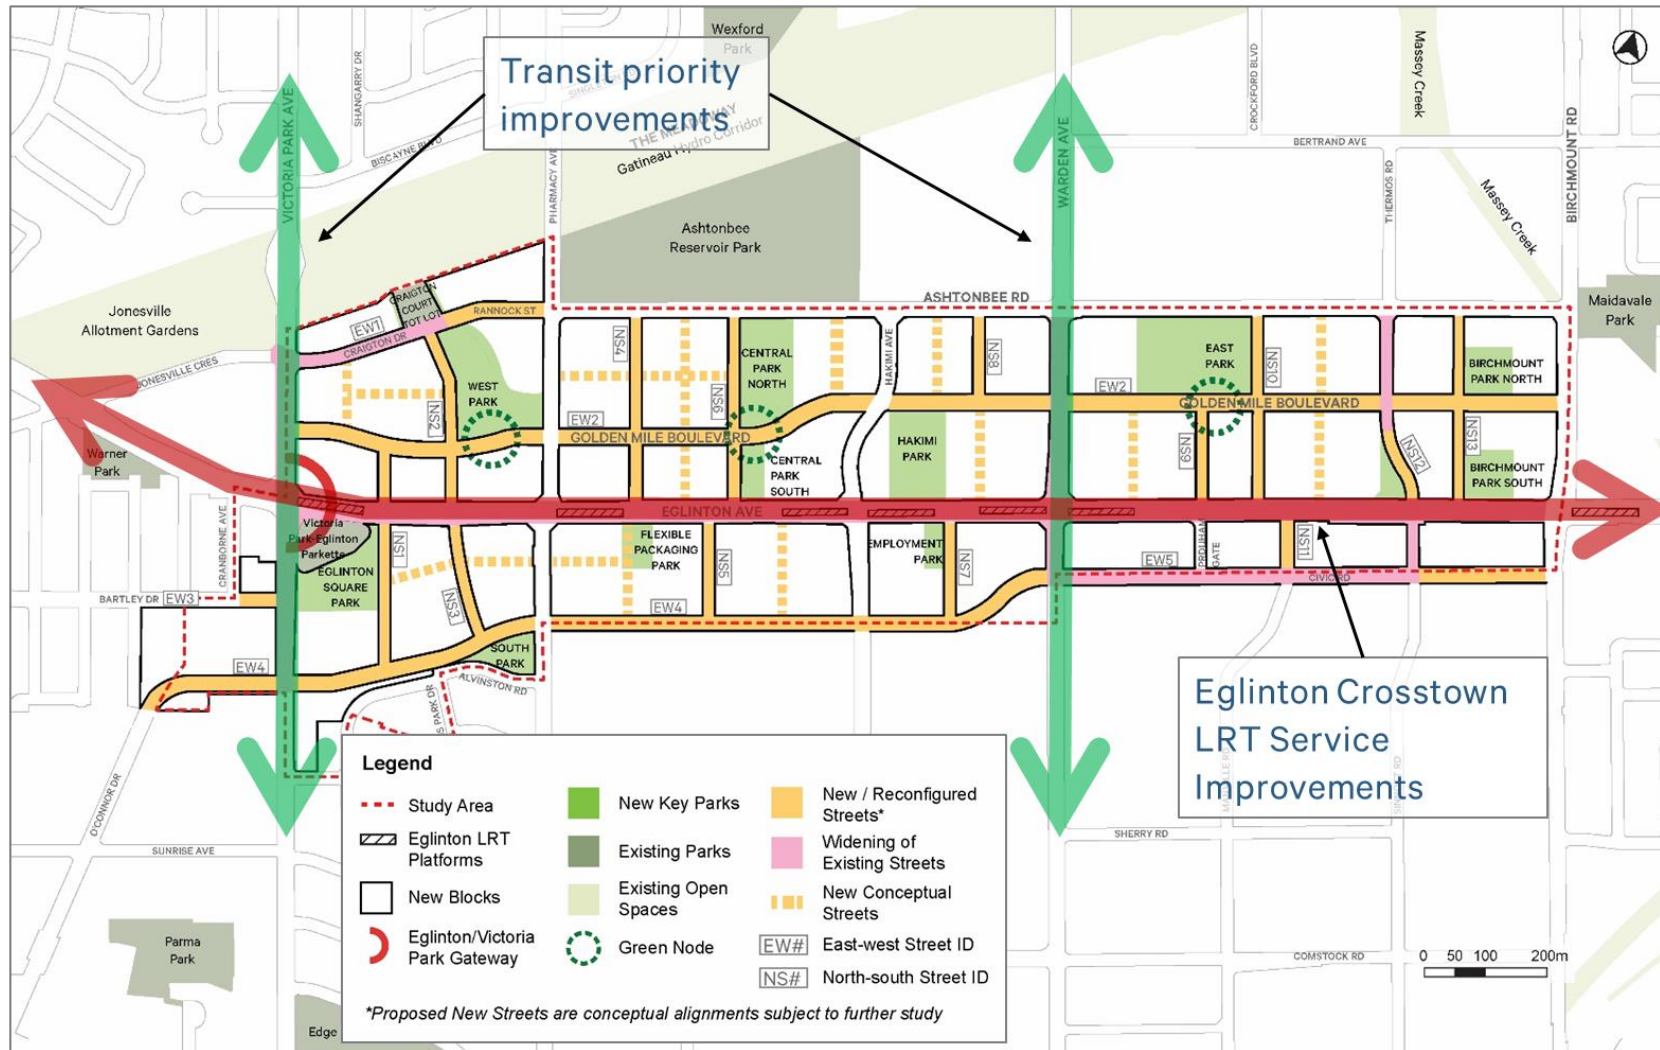 Wexford
Park
Transit priority
improvements
THE MEADOWAY
Gatineau Hydro Corridor
SHANGARRY DR
BISCAYNE BLVD
VICTORIA PARK AVE
PHARMACY AVE
WARDEN AVE
CROCKFORD BLVD
BERTRAND AVE
THERMOS RD
Massey Creek
Massey Creek
BIRCHMOUNT RD
Ashtonbee
Reservoir Park
Jonesville
Allotment Gardens
Maidavale
Park
ASHTONBEE RD
CRAIGTON
COURT
TOT LOT
EW1
CRAIGTON DR
RANNOCK ST
JONESVILLE CRES
NS4
NS6
CENTRAL
PARK
NORTH
HAKIMI AVE
NS8
EAST
PARK
NS10
BIRCHMOUNT
PARK NORTH
WEST
PARK
NS2
EW2
GOLDEN MILE BOULEVARD
EW2
GOLDEN MILE BOULEVARD
CENTRAL
PARK
SOUTH
HAKIMI
PARK
NS9
NS12
NS13
BIRCHMOUNT
PARK SOUTH
Warner
Park
EGLINTON AVE
CRANBORNE AVE
Victoria
Park-Eglinton
Parkette
EGLINTON
SQUARE
PARK
NS1
NS3
FLEXIBLE
PACKAGING
PARK
NS5
EMPLOYMENT
PARK
NS7
PRUDHAM
GATE
NS11
EW5
CIVIC RD
BARTLEY DR
EW3
EW4
EW4
SOUTH
PARK
ALVINSTON RD
S PARK DR
O'CONNOR DR
SUNRISE AVE
Parma
Park
Edge
Eglinton Crosstown
LRT Service
Improvements
SHERRY RD
COMSTOCK RD
0 50 100 200m
Legend
Study Area
Eglinton LRT
Platforms
New Blocks
Eglinton/Victoria
Park Gateway
New Key Parks
Existing Parks
Existing Open
Spaces
Green Node
New / Reconfigured
Streets*
Widening of
Existing Streets
New Conceptual
Streets
EW# East-west Street ID
NS# North-south Street ID
*Proposed New Streets are conceptual alignments subject to further study